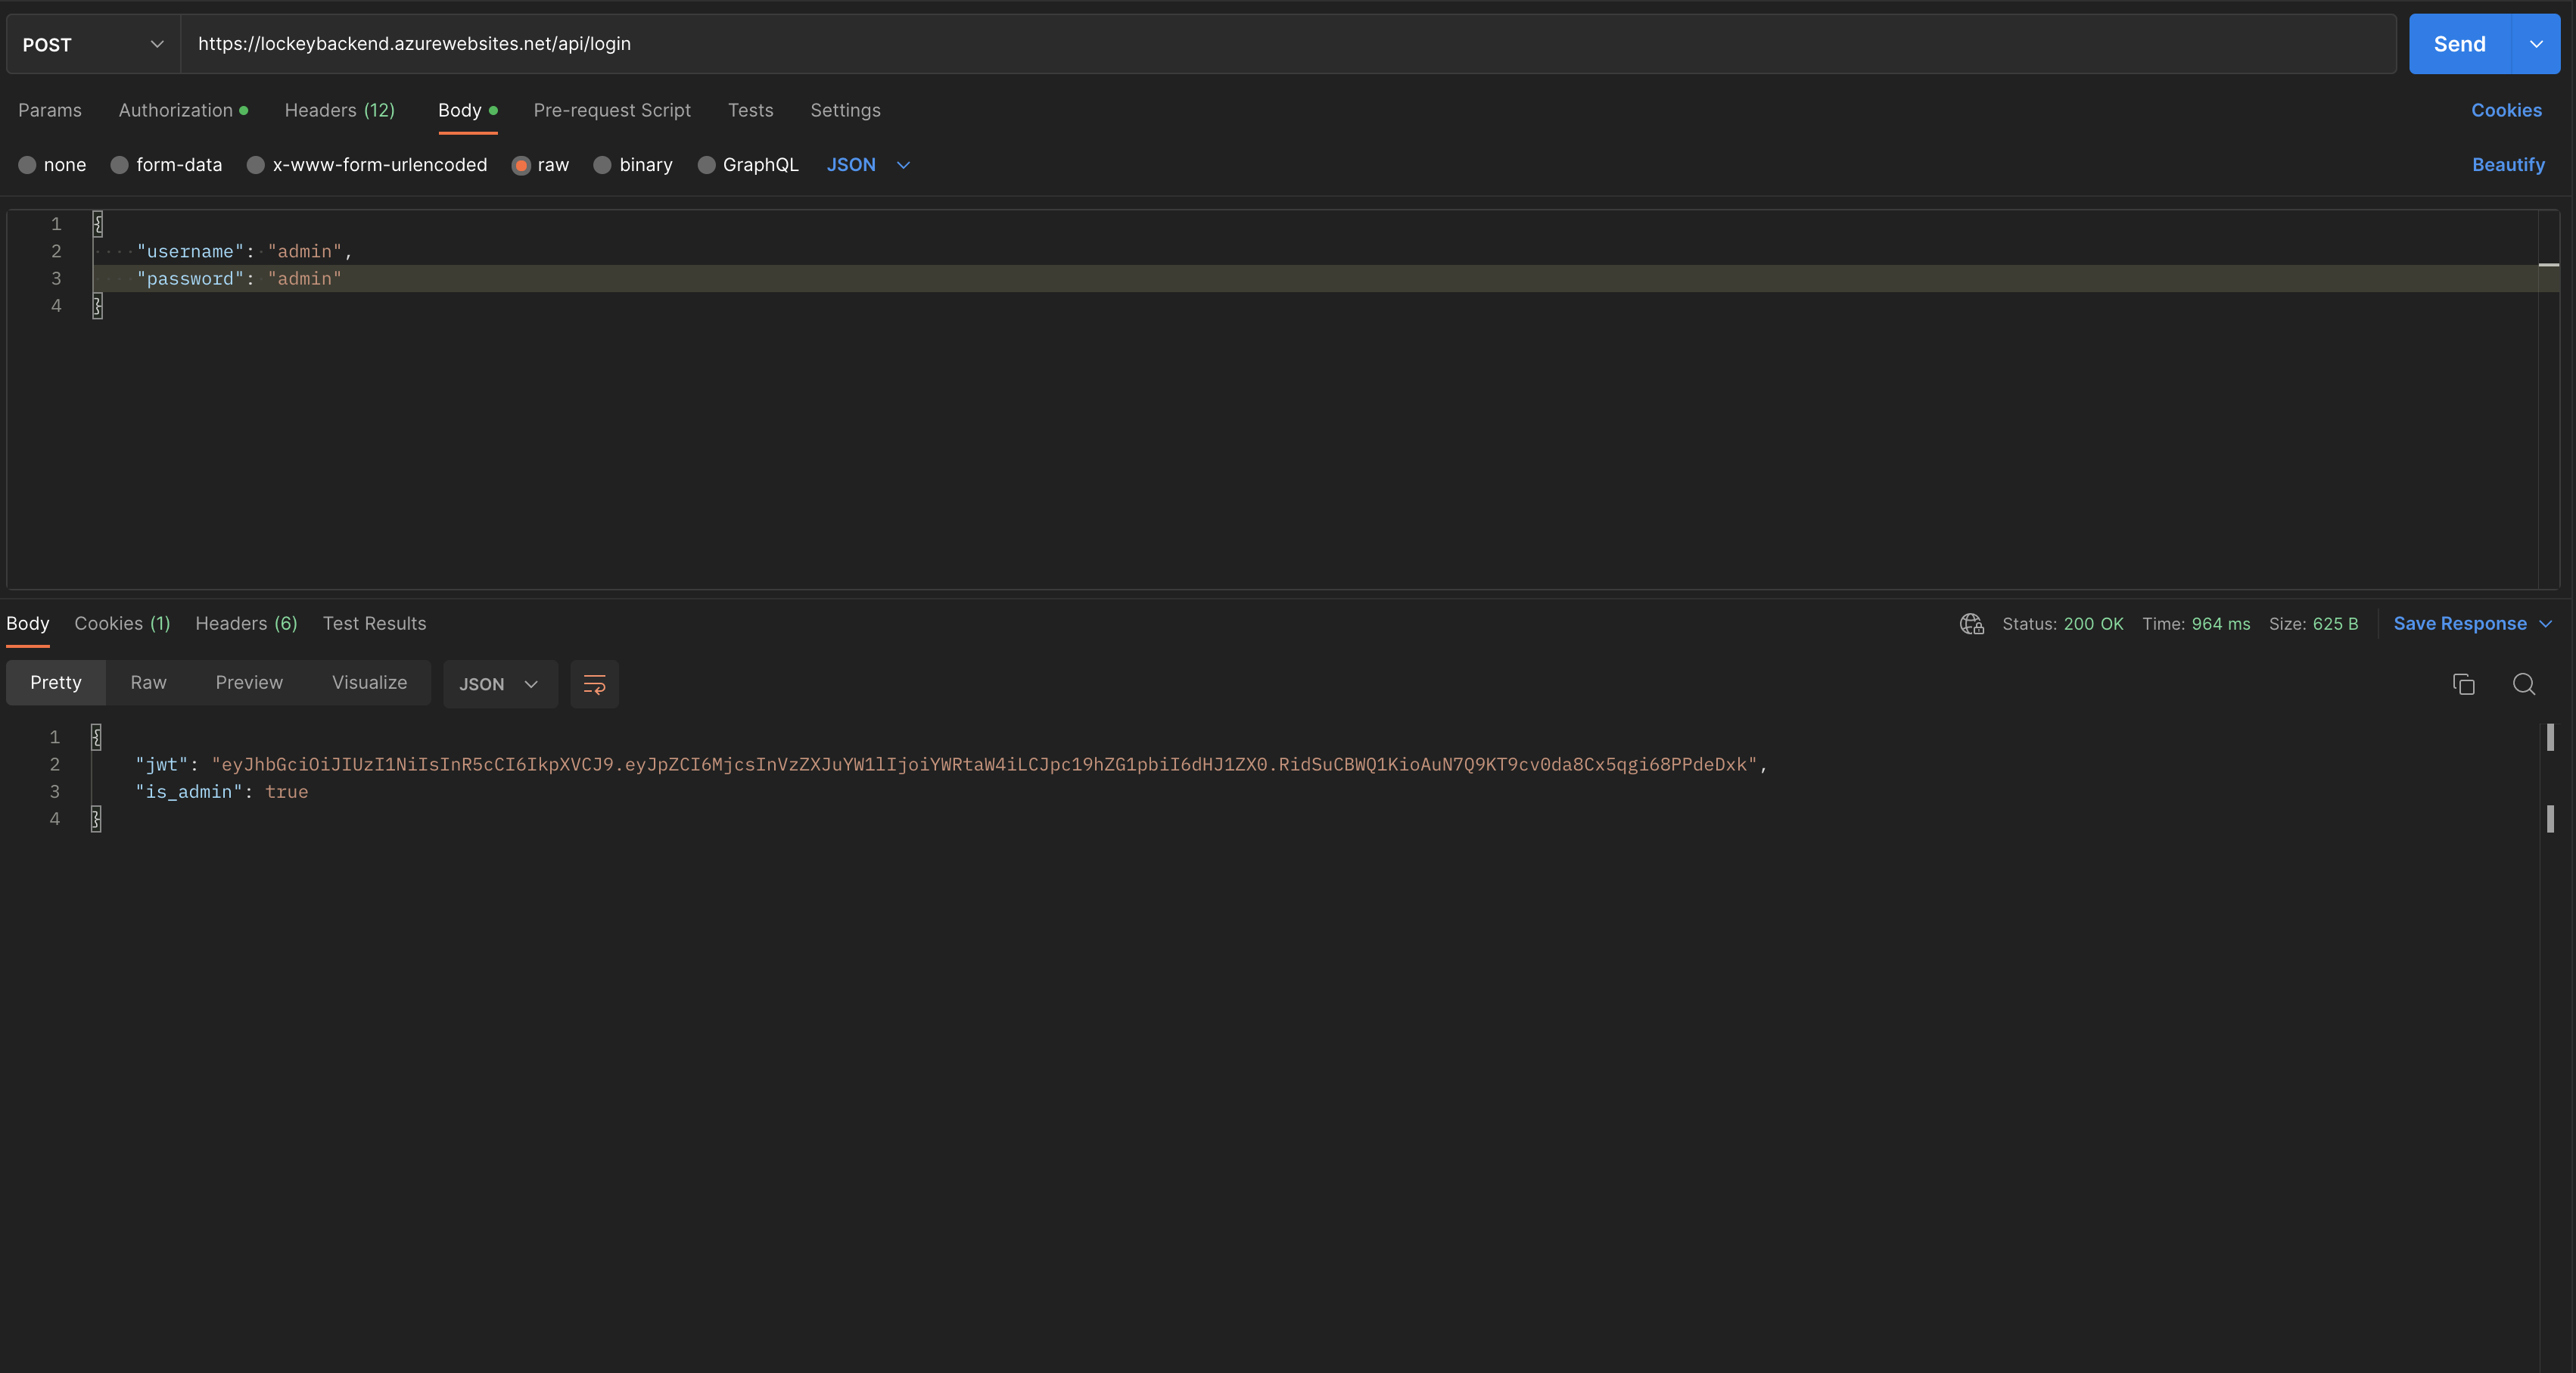 POST https://lockeybackend.azurewebsites.net/api/login Send
Params Authorization Headers (12) Body Pre-request Script Tests Settings Cookies
none form-data x-www-form-urlencoded raw binary GraphQL JSON Beautify
1 {
2 "username": "admin",
3 "password": "admin"
4 }
Body Cookies (1) Headers (6) Test Results Status: 200 OK Time: 964 ms Size: 625 B Save Response
Pretty Raw Preview Visualize JSON
1 {
2 "jwt": "eyJhbGciOiJIUzI1NiIsInR5cCI6IkpXVCJ9.eyJpZCI6MjcsInVzZXJuYW1lIjoiYWRtaW4iLCJpc19hZG1pbiI6dHJ1ZX0.RidSuCBWQ1KioAuN7Q9KT9cv0da8Cx5qgi68PPdeDxk",
3 "is_admin": true
4 }